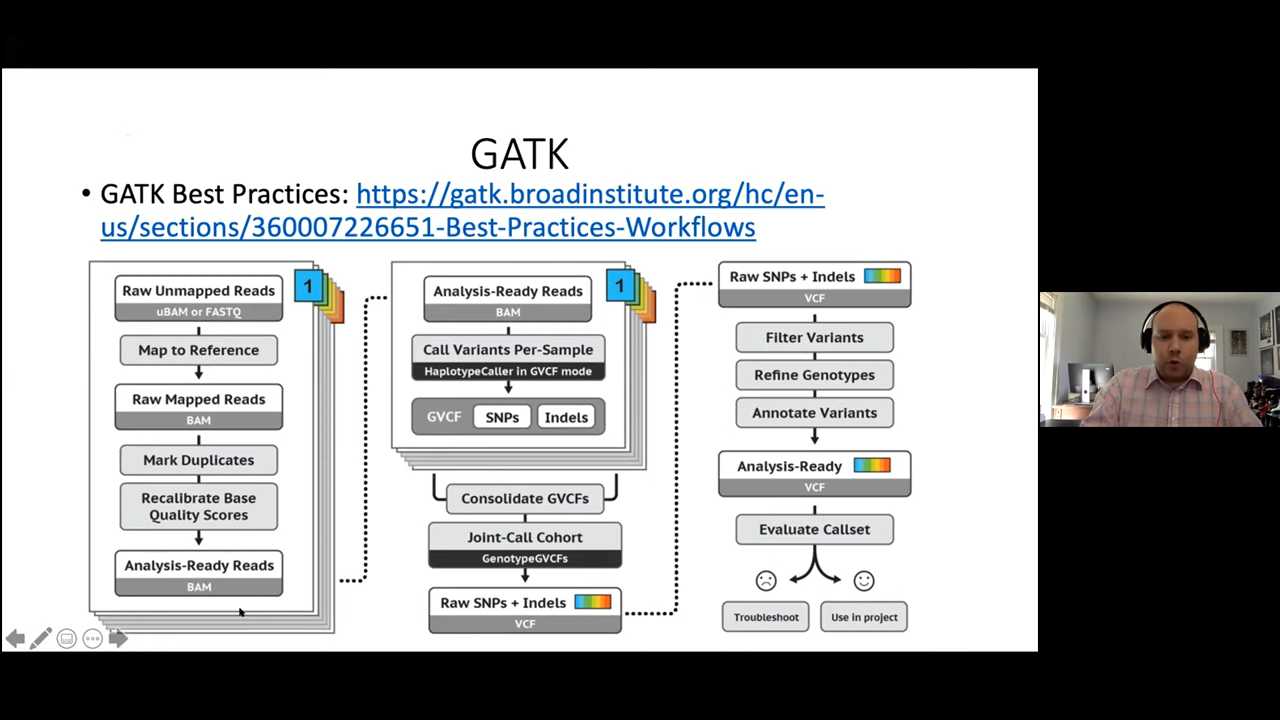 GATK
• GATK Best Practices: https://gatk.broadinstitute.org/hc/en-
us/sections/360007226651-Best-Practices-Workflows
1
Raw Unmapped Reads
uBAM or FASTQ
Map to Reference
Raw Mapped Reads
BAM
Mark Duplicates
Recalibrate Base
Quality Scores
Analysis-Ready Reads
BAM
1
Analysis-Ready Reads
BAM
Call Variants Per-Sample
HaplotypeCaller in GVCF mode
GVCF SNPs Indels
Consolidate GVCFs
Joint-Call Cohort
GenotypeGVCFs
Raw SNPs + Indels
VCF
Raw SNPs + Indels
VCF
Filter Variants
Refine Genotypes
Annotate Variants
Analysis-Ready
VCF
Evaluate Callset
Troubleshoot
Use in project